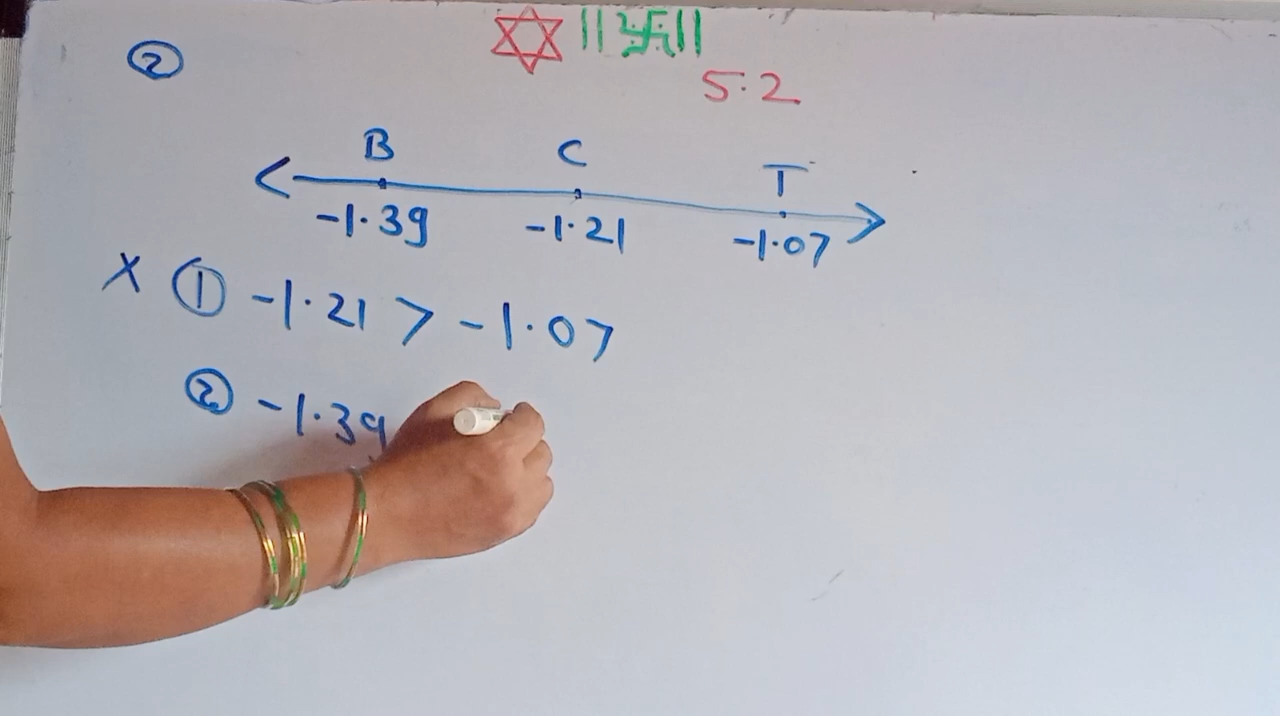 ②
5.2
B C T
-1.39 -1.21 -1.07
X ① -1.21 > -1.07
② -1.39